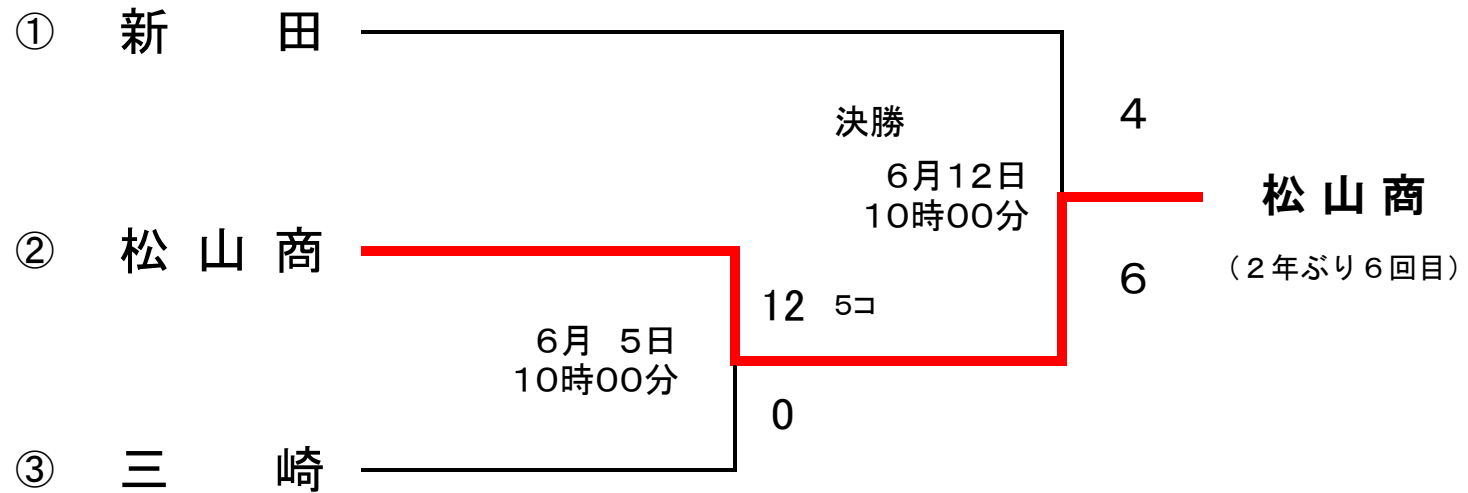 ① 新 田
4
決勝
6月12日
10時00分
松山商
② 松山商
(2年ぶり6回目)
6
12 5コ
6月 5日
10時00分
0
③ 三 崎